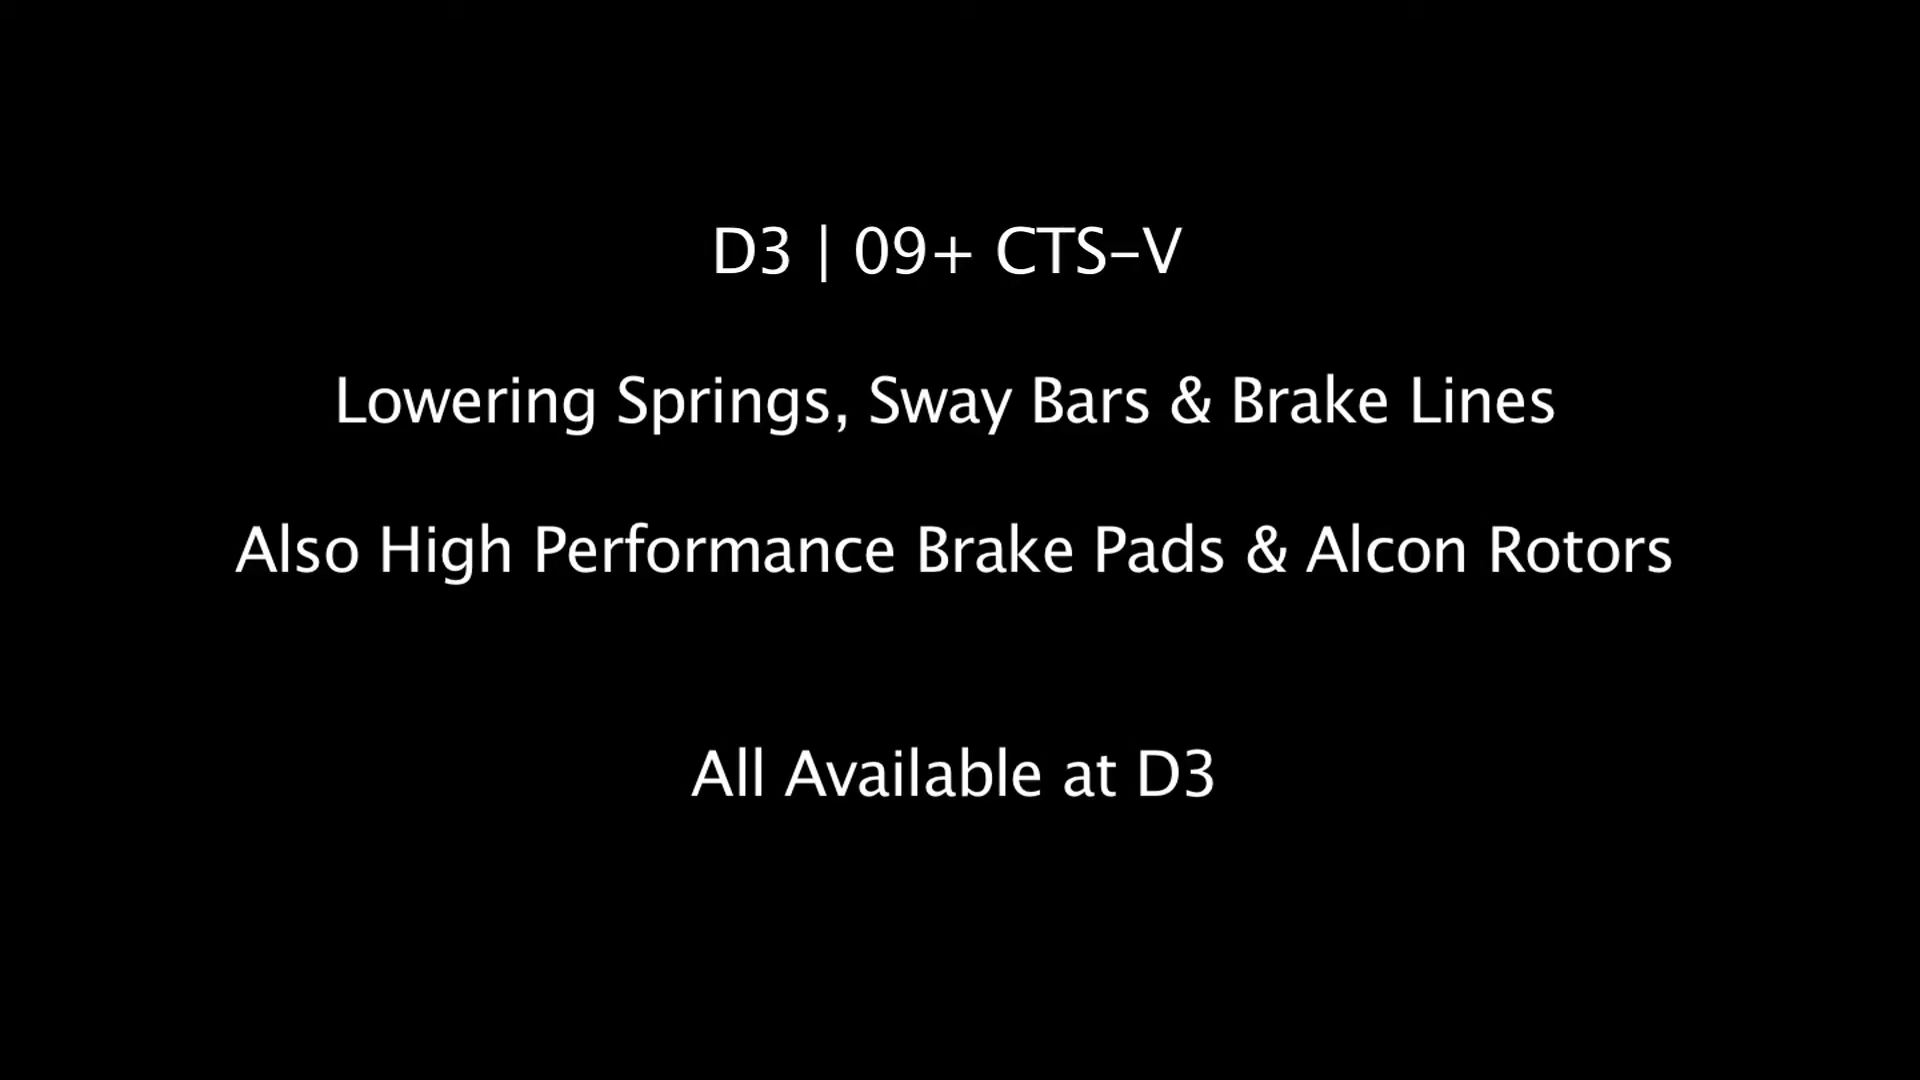 D3 | 09+ CTS-V
Lowering Springs, Sway Bars & Brake Lines
Also High Performance Brake Pads & Alcon Rotors
All Available at D3